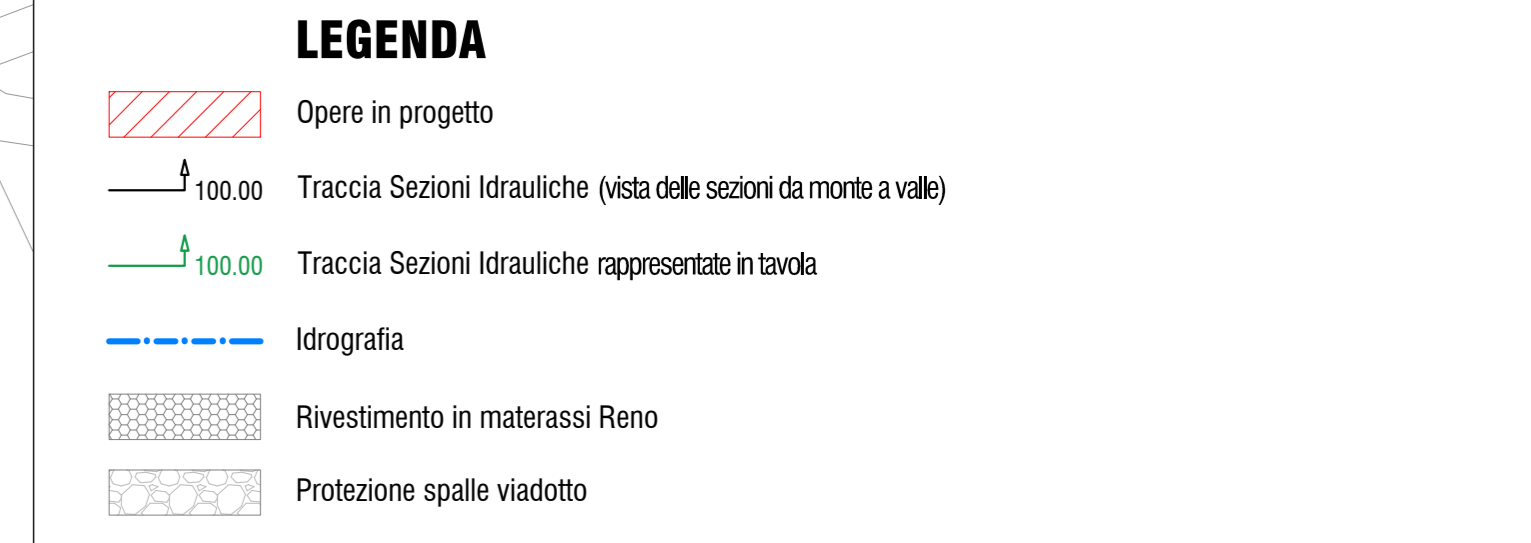 LEGENDA
Opere in progetto
100.00 Traccia Sezioni Idrauliche (vista delle sezioni da monte a valle)
100.00 Traccia Sezioni Idrauliche rappresentate in tavola
Idrografia
Rivestimento in materassi Reno
Protezione spalle viadotto